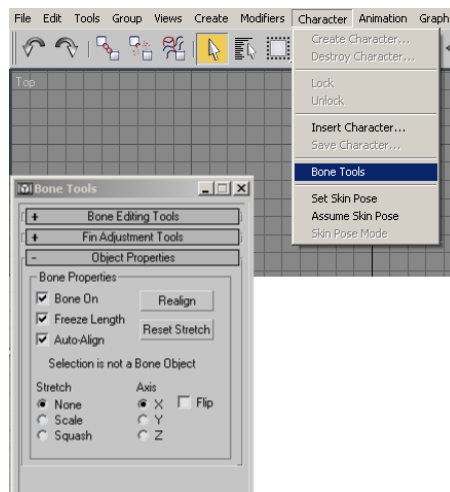 File Edit Tools Group Views Create Modifiers Character Animation Graph
Create Character...
Destroy Character...
Top
Lock
Unlock
Insert Character...
Save Character...
Bone Tools
Set Skin Pose
Assume Skin Pose
Skin Pose Mode
Bone Tools
+ Bone Editing Tools
+ Fin Adjustment Tools
- Object Properties
Bone Properties
Bone On Realign
Freeze Length
Reset Stretch
Auto-Align
Selection is not a Bone Object
Stretch Axis
None X Flip
Scale Y
Squash Z